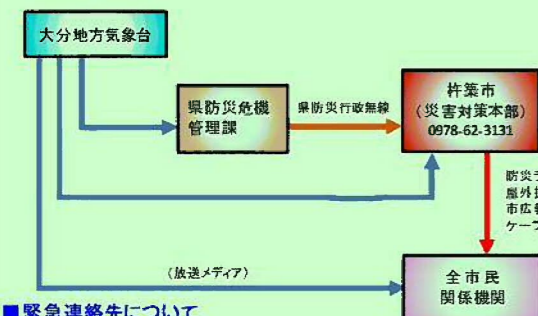 大分地方気象台
県防災危機
管理課
県防災行政無線
杵築市
(災害対策本部)
0978-62-3131
防災
屋外
市広
ケーブ
(放送メディア)
全市民
関係機関
■緊急連絡先について